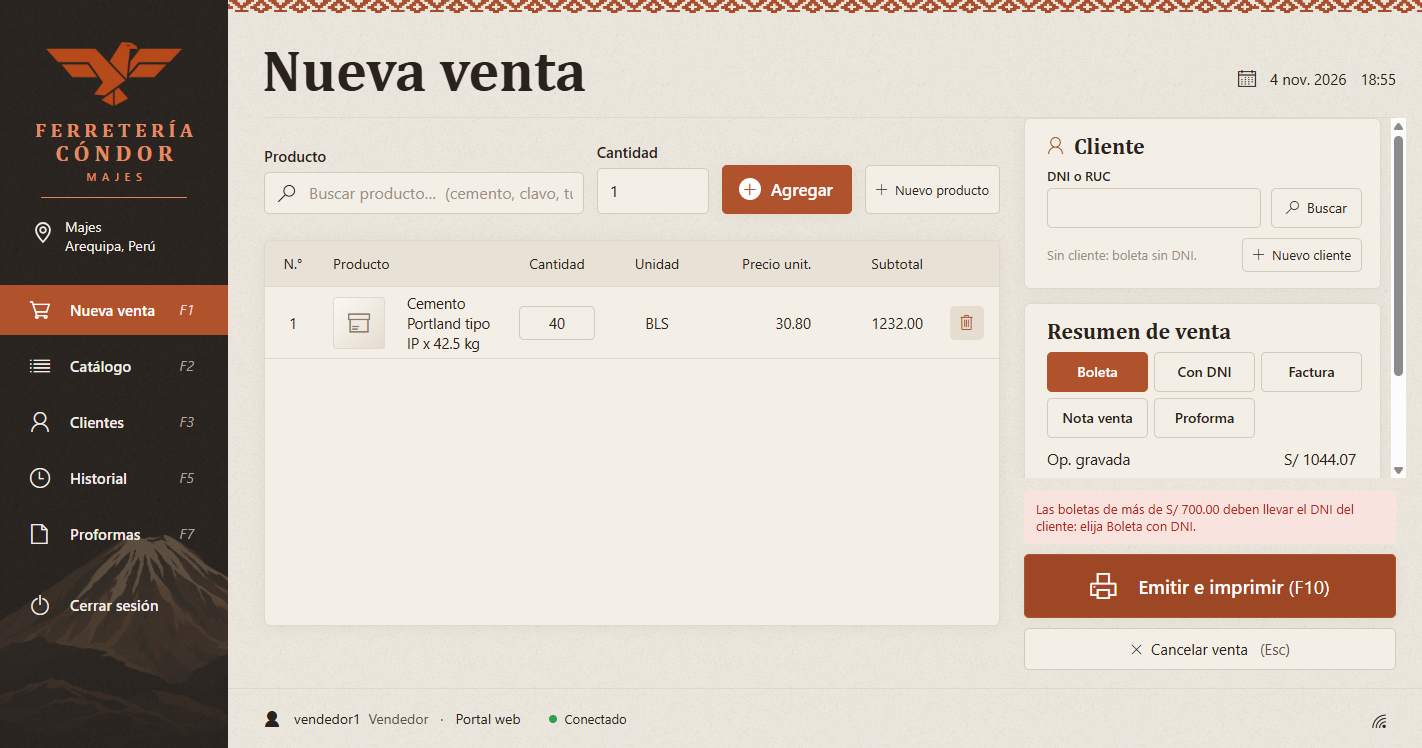 FERRETERÍA
CÓNDOR
MAJES
Majes
Arequipa, Perú
Nueva venta F1
Catálogo F2
Clientes F3
Historial F5
Proformas F7
Cerrar sesión
Nueva venta
4 nov. 2026 18:55
Producto
Buscar producto... (cemento, clavo, tu
Cantidad
1
Agregar
Nuevo producto
N.° Producto Cantidad Unidad Precio unit. Subtotal
1 Cemento Portland tipo IP x 42.5 kg 40 BLS 30.80 1232.00
Cliente
DNI o RUC
Buscar
Sin cliente: boleta sin DNI.
Nuevo cliente
Resumen de venta
Boleta Con DNI Factura
Nota venta Proforma
Op. gravada S/ 1044.07
Las boletas de más de S/ 700.00 deben llevar el DNI del
cliente: elija Boleta con DNI.
Emitir e imprimir (F10)
Cancelar venta (Esc)
vendedor1 Vendedor · Portal web Conectado